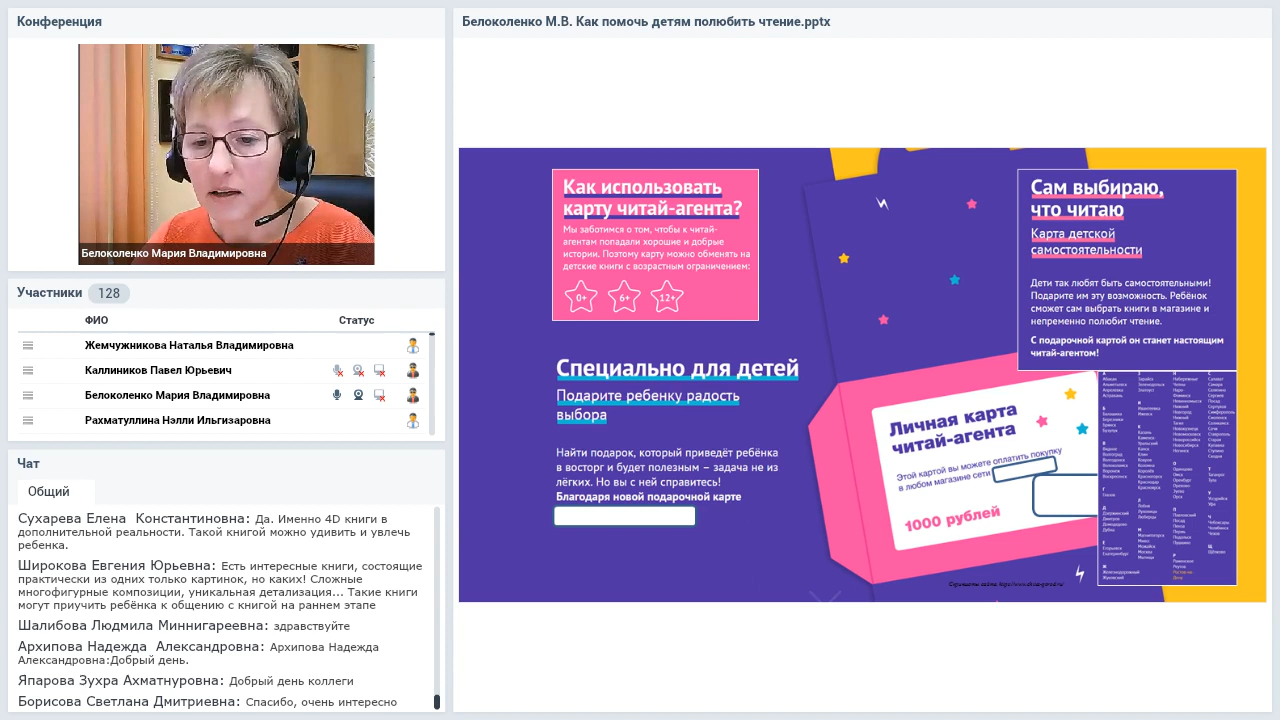 Конференция
Белоколенко Мария Владимировна
Участники 128
ФИО Статус
Жемчужникова Наталья Владимировна
Каллиников Павел Юрьевич
Белоколенко Мария Владимировна
Рахматуллина Нэлли Ильгизаровна
Чат
Общий
Сухарева Елена Константиновна: Да. Именно 4D книги в
дополнительной реальности. Такой книгой можно удивить и увлечь
ребенка.
Широкова Евгения Юрьевна: Есть интересные книги, состоящие
практически из одних только картинок, но каких! Сложные
многофигурные композиции, уникальная детализация... Такие книги
могут приучить ребёнка к общению с книгой на раннем этапе
Шалибова Людмила Миннигареевна: здравствуйте
Архипова Надежда Александровна: Архипова Надежда
Александровна:Добрый день.
Япарова Зухра Ахматнуровна: Добрый день коллеги
Борисова Светлана Дмитриевна: Спасибо, очень интересно
Белоколенко М.В. Как помочь детям полюбить чтение.pptx
Как использовать
карту читай-агента?
Мы заботимся о том, чтобы к читай-
агентам попадали хорошие и добрые
истории. Поэтому карту можно обменять на
детские книги с возрастным ограничением:
0+ 6+ 12+
Специально для детей
Подарите ребенку радость
выбора
Найти подарок, который приведёт ребёнка
в восторг и будет полезным – задача не из
лёгких. Но вы с ней справитесь!
Благодаря новой подарочной карте
Личная карта
читай-агента
Этой картой вы можете оплатить покупку
в любом магазине сети
1000 рублей
Сам выбираю,
что читаю
Карта детской
самостоятельности
Дети так любят быть самостоятельными!
Подарите им эту возможность. Ребёнок
сможет сам выбрать книги в магазине и
непременно полюбит чтение.
С подарочной картой он станет настоящим
читай-агентом!